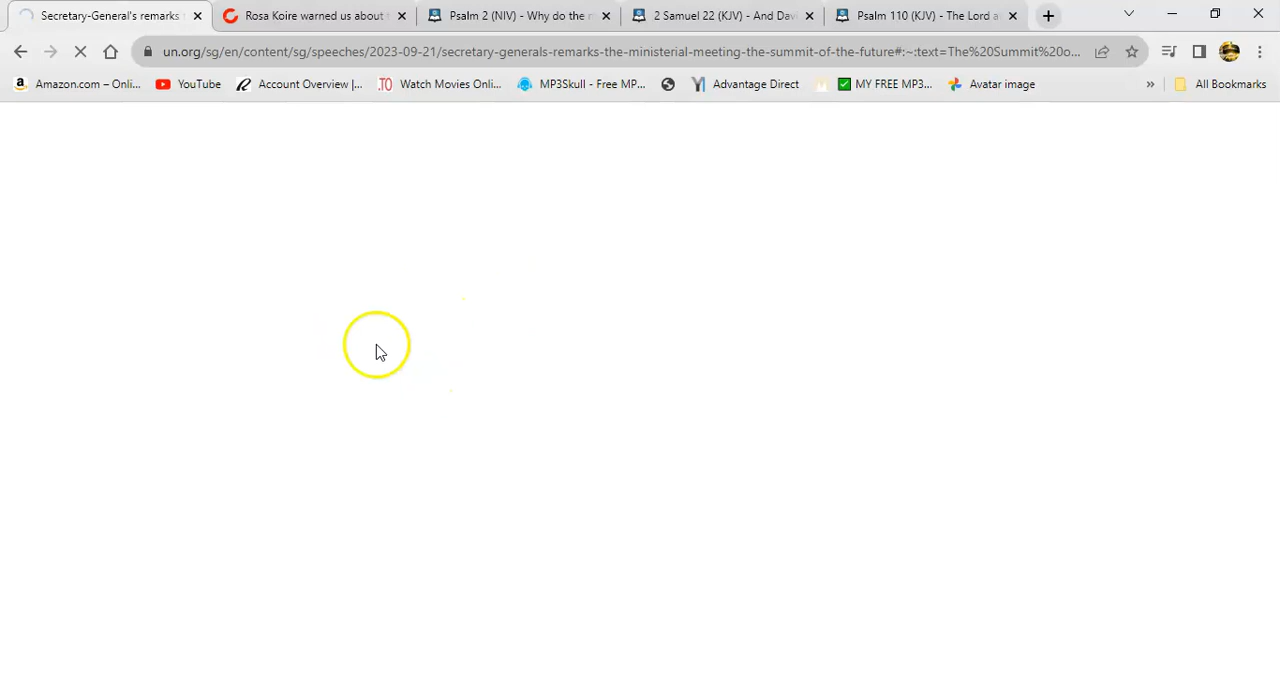 Secretary-General's remarks
Rosa Koire warned us about
Psalm 2 (NIV) - Why do the
2 Samuel 22 (KJV) - And Davi
Psalm 110 (KJV) - The Lord
un.org/sg/en/content/sg/speeches/2023-09-21/secretary-generals-remarks-the-ministerial-meeting-the-summit-of-the-future#:~:text=The%20Summit%20o...
Amazon.com – Onli...
YouTube
Account Overview |...
.TO Watch Movies Onli...
MP3Skull - Free MP...
Advantage Direct
MY FREE MP3...
Avatar image
»
All Bookmarks